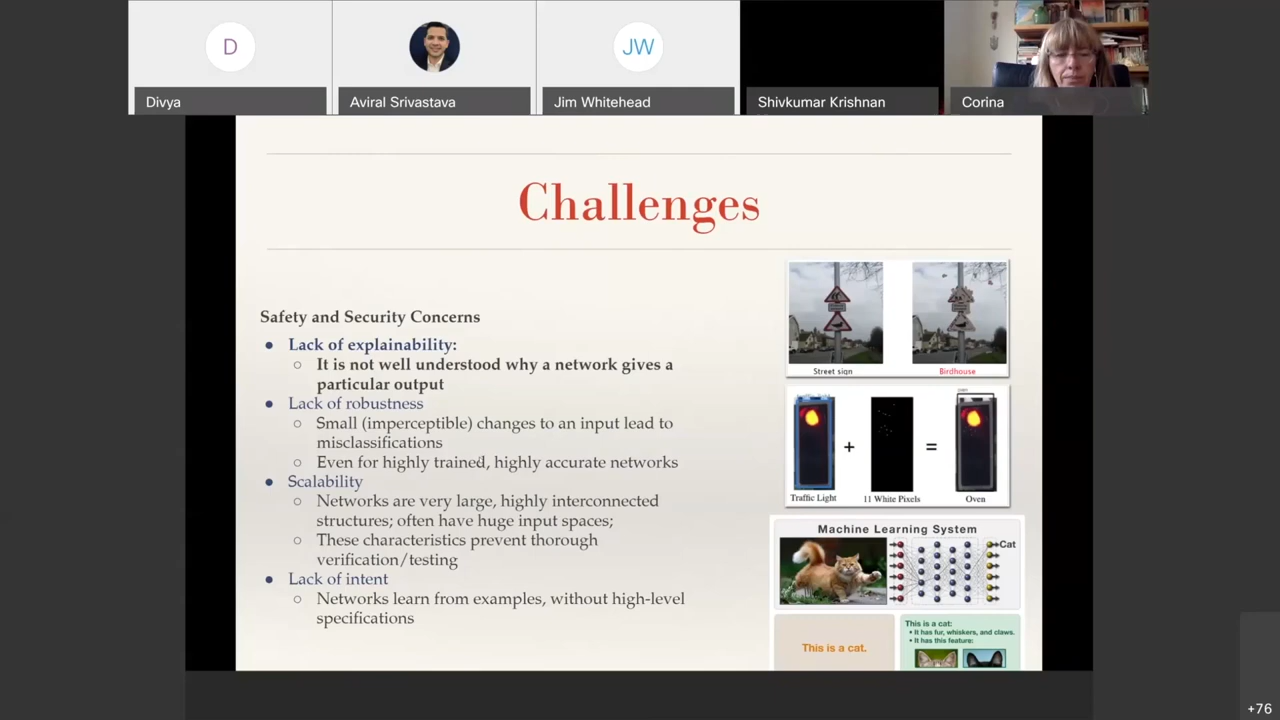 D
JW
Divya
Aviral Srivastava
Jim Whitehead
Shivkumar Krishnan
Corina
Challenges
Safety and Security Concerns
● Lack of explainability:
○ It is not well understood why a network gives a
particular output
● Lack of robustness
○ Small (imperceptible) changes to an input lead to
misclassifications
○ Even for highly trained, highly accurate networks
● Scalability
○ Networks are very large, highly interconnected
structures; often have huge input spaces;
○ These characteristics prevent thorough
verification/testing
● Lack of intent
○ Networks learn from examples, without high-level
specifications
Street sign
Birdhouse
+
=
Traffic Light
11 White Pixels
Oven
Machine Learning System
Cat
This is a cat.
This is a cat:
• It has fur, whiskers, and claws.
• It has this feature:
+76